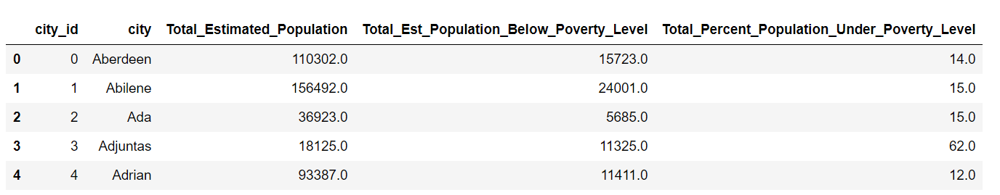 city_id city Total_Estimated_Population Total_Est_Population_Below_Poverty_Level Total_Percent_Population_Under_Poverty_Level
0 0 Aberdeen 110302.0 15723.0 14.0
1 1 Abilene 156492.0 24001.0 15.0
2 2 Ada 36923.0 5685.0 15.0
3 3 Adjuntas 18125.0 11325.0 62.0
4 4 Adrian 93387.0 11411.0 12.0